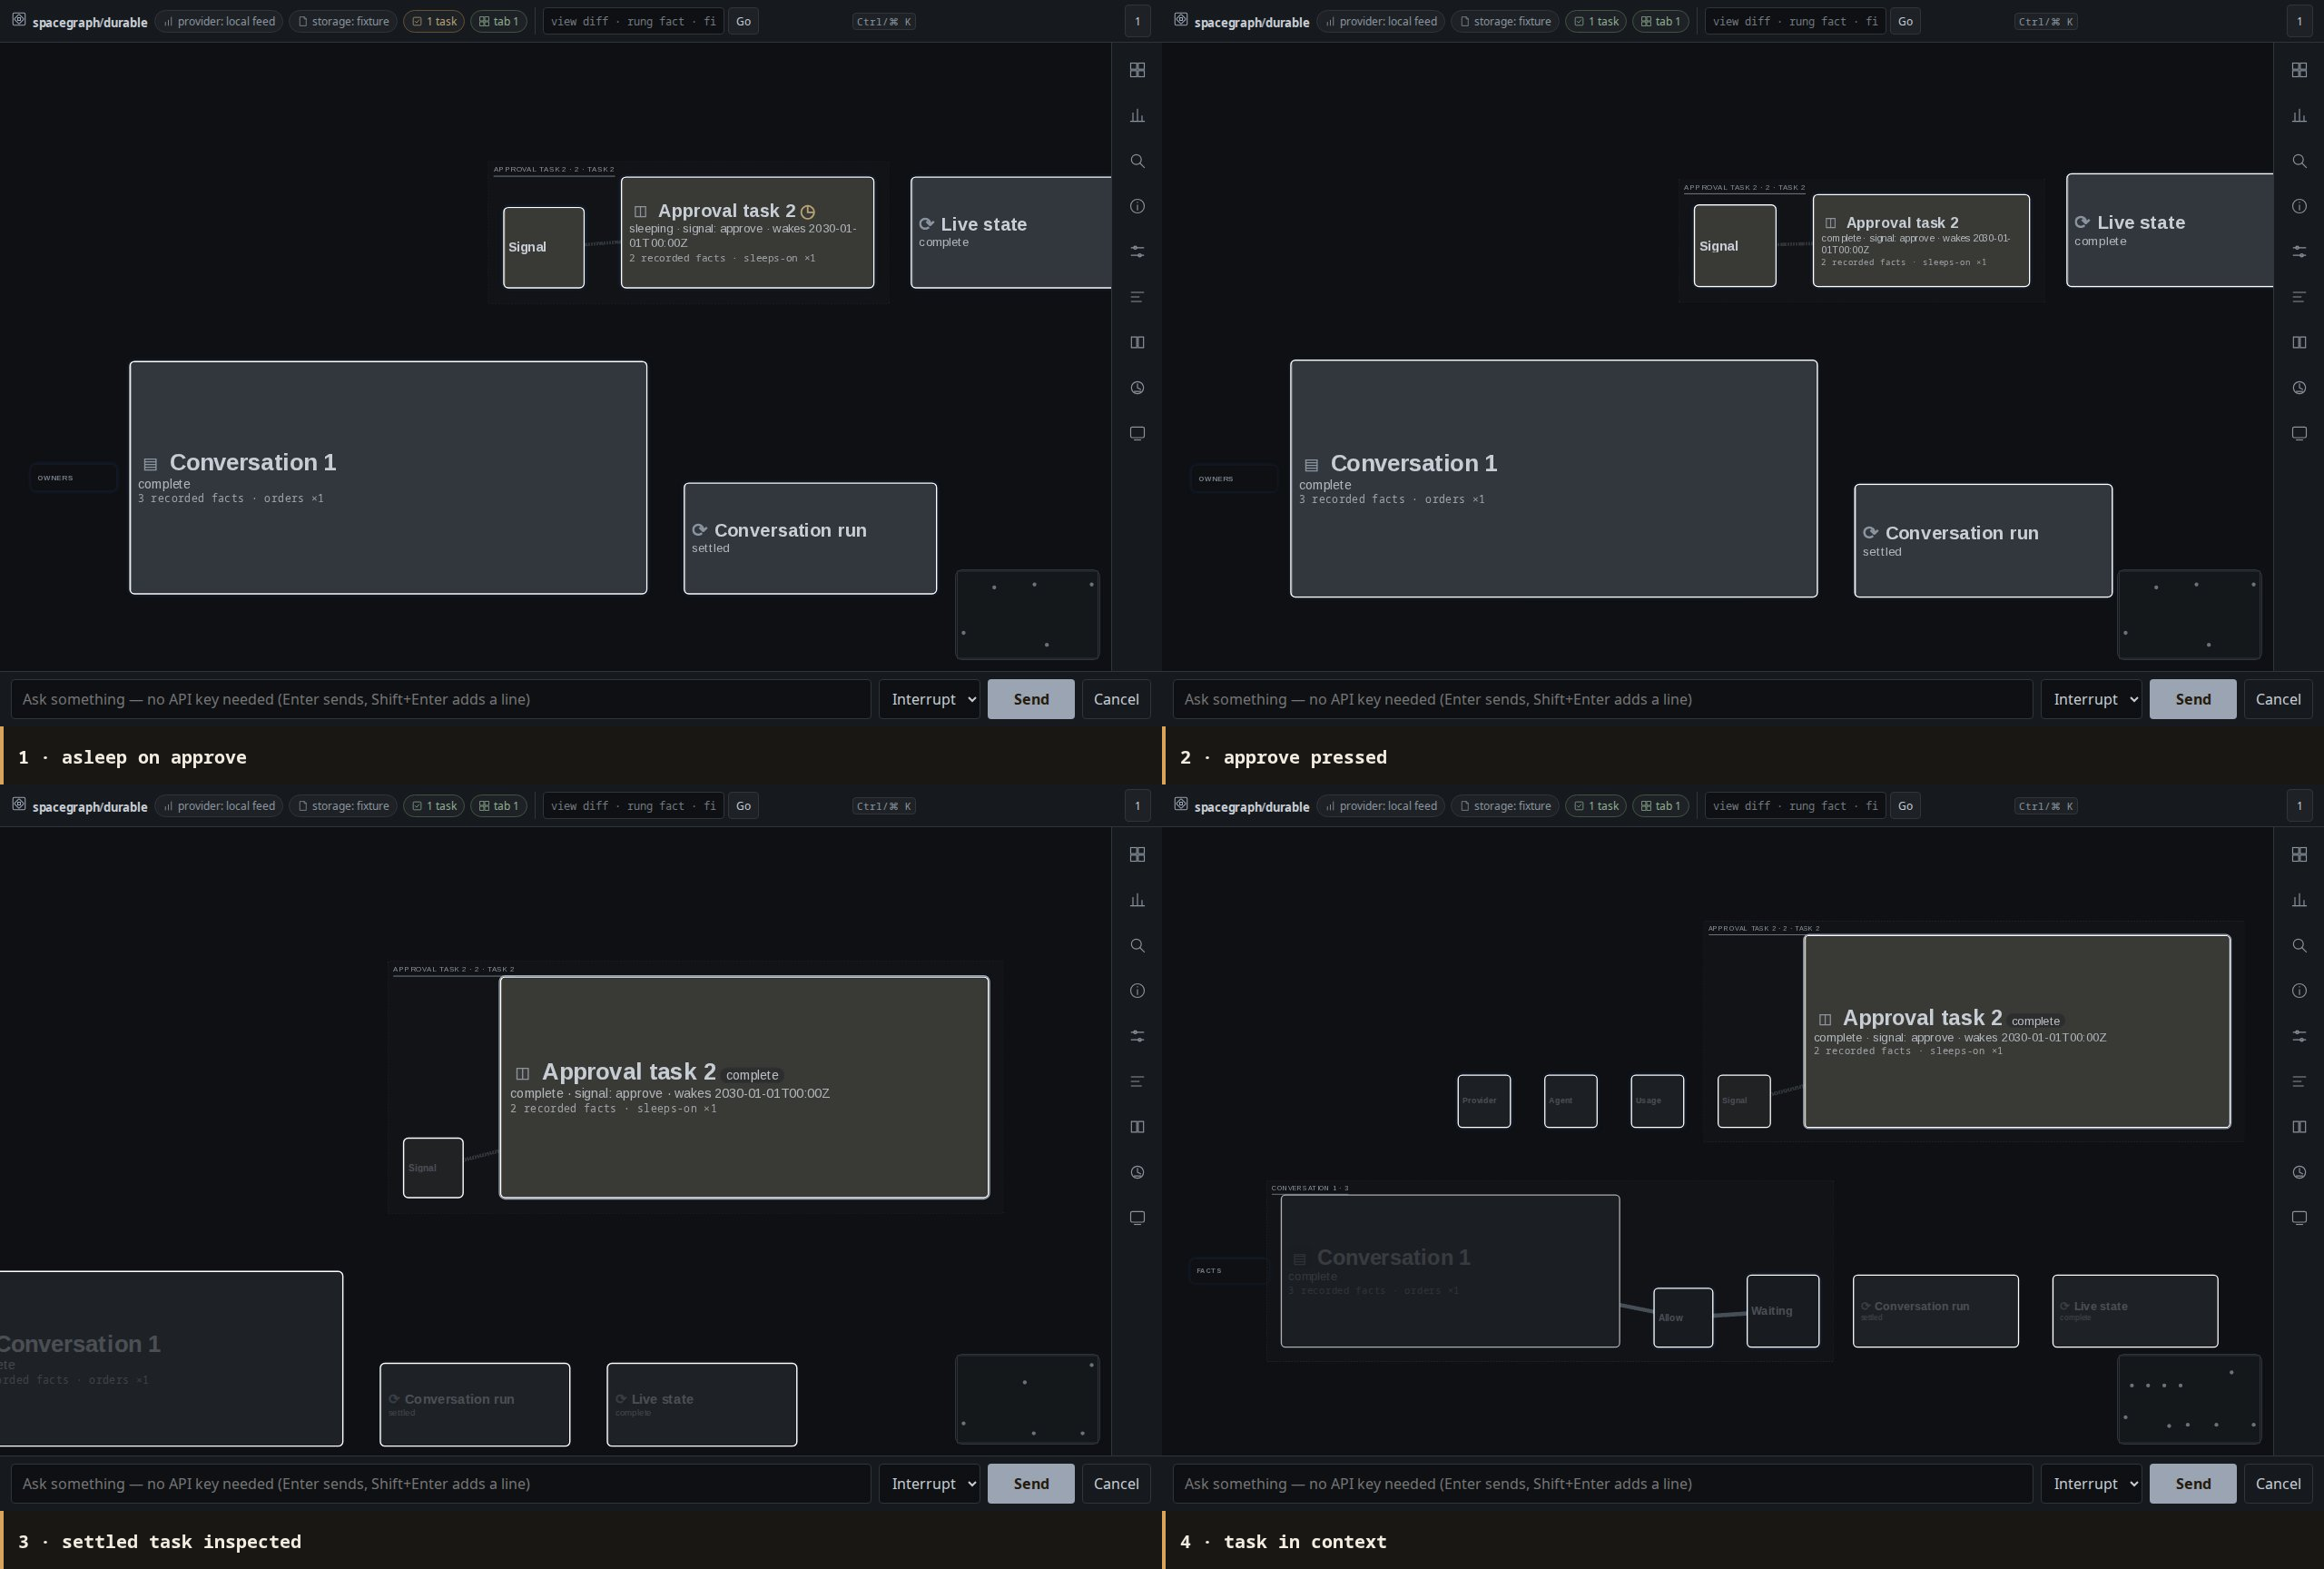 spacegraph/durable provider: local feed storage: fixture 1 task tab 1 view diff · rung fact · fi Go Ctrl/⌘ K 1
APPROVAL TASK 2 · 2 · TASK 2
Signal
Approval task 2
sleeping · signal: approve · wakes 2030-01-
01T00:00Z
2 recorded facts · sleeps-on ×1
Live state
complete
OWNERS
Conversation 1
complete
3 recorded facts · orders ×1
Conversation run
settled
Ask something — no API key needed (Enter sends, Shift+Enter adds a line) Interrupt Send Cancel
1 · asleep on approve
spacegraph/durable provider: local feed storage: fixture 1 task tab 1 view diff · rung fact · fi Go Ctrl/⌘ K 1
APPROVAL TASK 2 · 2 · TASK 2
Signal
Approval task 2
complete · signal: approve · wakes 2030-01-
01T00:00Z
2 recorded facts · sleeps-on ×1
Live state
complete
OWNERS
Conversation 1
complete
3 recorded facts · orders ×1
Conversation run
settled
Ask something — no API key needed (Enter sends, Shift+Enter adds a line) Interrupt Send Cancel
2 · approve pressed
spacegraph/durable provider: local feed storage: fixture 1 task tab 1 view diff · rung fact · fi Go Ctrl/⌘ K 1
APPROVAL TASK 2 · 2 · TASK 2
Approval task 2 complete
complete · signal: approve · wakes 2030-01-01T00:00Z
2 recorded facts · sleeps-on ×1
Signal
Conversation 1
ete
rded facts · orders ×1
Conversation run
settled
Live state
complete
Ask something — no API key needed (Enter sends, Shift+Enter adds a line) Interrupt Send Cancel
3 · settled task inspected
spacegraph/durable provider: local feed storage: fixture 1 task tab 1 view diff · rung fact · fi Go Ctrl/⌘ K 1
APPROVAL TASK 2 · 2 · TASK 2
Approval task 2 complete
complete · signal: approve · wakes 2030-01-01T00:00Z
2 recorded facts · sleeps-on ×1
Provider
Agent
Usage
Signal
CONVERSATION 1 · 3
FACTS
Conversation 1
complete
3 recorded facts · orders ×1
Allow
Waiting
Conversation run
settled
Live state
complete
Ask something — no API key needed (Enter sends, Shift+Enter adds a line) Interrupt Send Cancel
4 · task in context